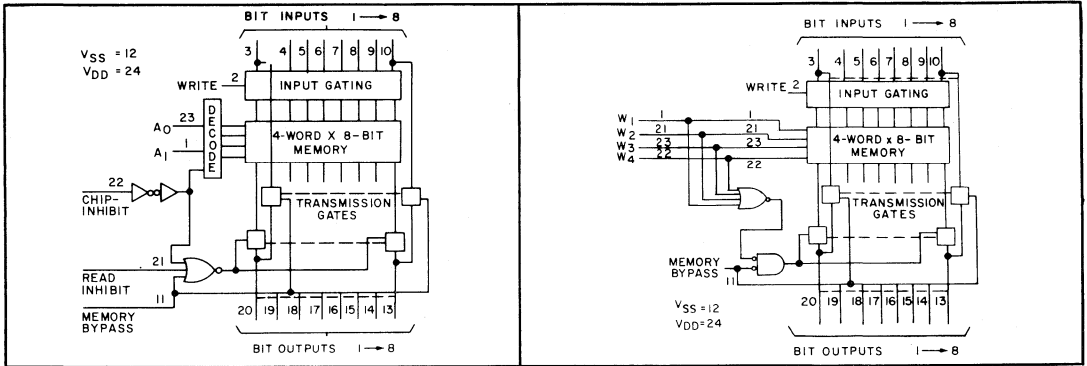 BIT INPUTS 1 → 8
VSS = 12
VDD = 24
3 4 5 6 7 8 9 10
WRITE 2
INPUT GATING
DECODE
A0 23
A1 1
4-WORD X 8-BIT
MEMORY
22
CHIP-
INHIBIT
TRANSMISSION
GATES
21
READ
INHIBIT
11
MEMORY
BYPASS
20 19 18 17 16 15 14 13
BIT OUTPUTS 1 → 8
BIT INPUTS 1 → 8
3 4 5 6 7 8 9 10
WRITE 2
INPUT GATING
W1 1 1
W2 21 21
W3 23 23
W4 22 22
4-WORD x 8-BIT
MEMORY
TRANSMISSION
GATES
MEMORY
BYPASS
11
20 19 18 17 16 15 14 13
VSS = 12
VDD=24
BIT OUTPUTS 1 → 8